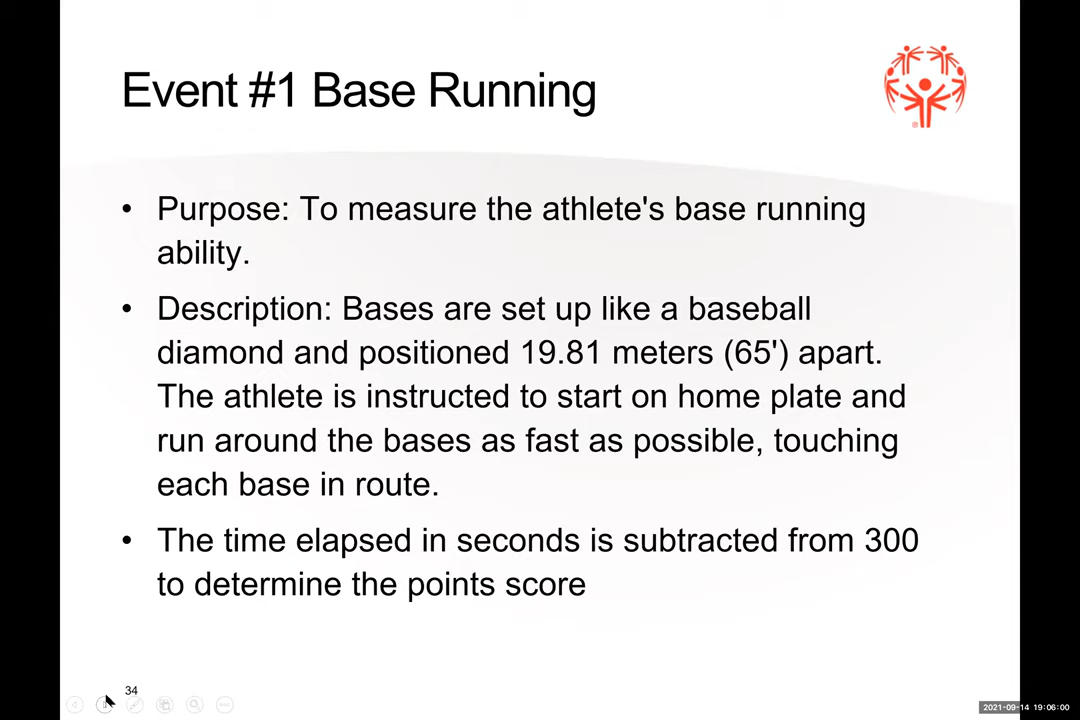 Event #1 Base Running
• Purpose: To measure the athlete's base running
ability.
• Description: Bases are set up like a baseball
diamond and positioned 19.81 meters (65') apart.
The athlete is instructed to start on home plate and
run around the bases as fast as possible, touching
each base in route.
• The time elapsed in seconds is subtracted from 300
to determine the points score
34
2021-09-14 19:06:00